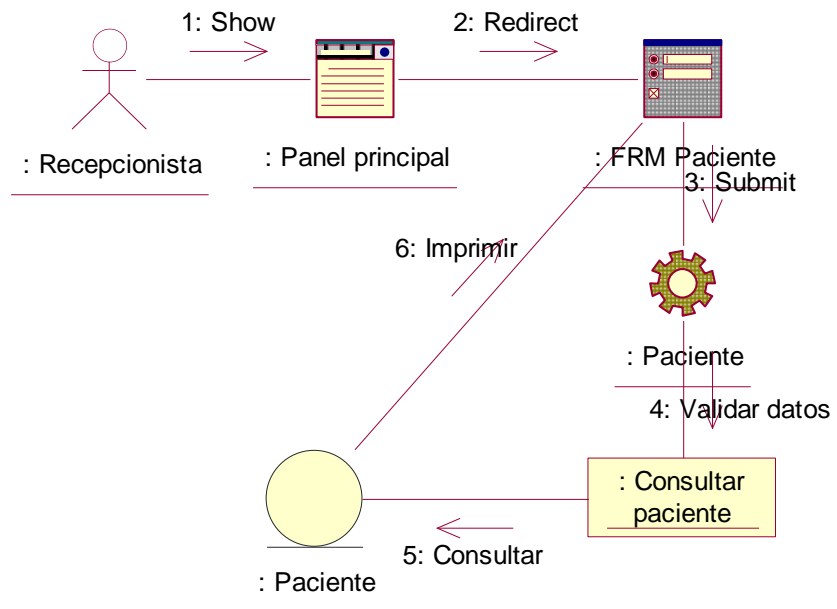 1: Show
2: Redirect
: Recepcionista
: Panel principal
: FRM Paciente
3: Submit
6: Imprimir
: Paciente
4: Validar datos
: Consultar
paciente
5: Consultar
: Paciente